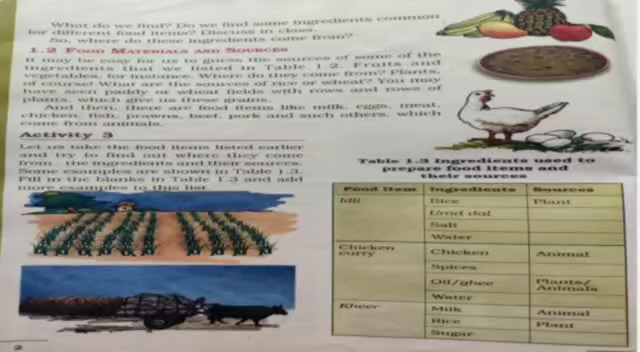 What do we find? Do we find some ingredients common
for different food items? Discuss in class.
So, where do these ingredients come from?
1.2 FOOD MATERIALS AND SOURCES
It may be easy for us to guess the sources of some of the
ingredients that we listed in Table 1.2. Fruits and
vegetables, for instance. Where do they come from? Plants,
of course! What are the sources of rice or wheat? You may
have seen paddy or wheat fields with rows and rows of
plants, which give us these grains.
And then, there are food items like milk, eggs, meat,
chicken, fish, prawns, beef, pork and such others, which
come from animals.
Activity 3
Let us take the food items listed earlier
and try to find out where they come
from - the ingredients and their sources.
Some examples are shown in Table 1.3.
Fill in the blanks in Table 1.3 and add
more examples to this list.
Table 1.3 Ingredients used to
prepare food items and
their sources
Food Item Ingredients Sources
Idli Rice Plant
Urad dal
Salt
Water
Chicken curry Chicken Animal
Spices
Oil/ghee Plants/Animals
Water
Kheer Milk Animal
Rice Plant
Sugar
2